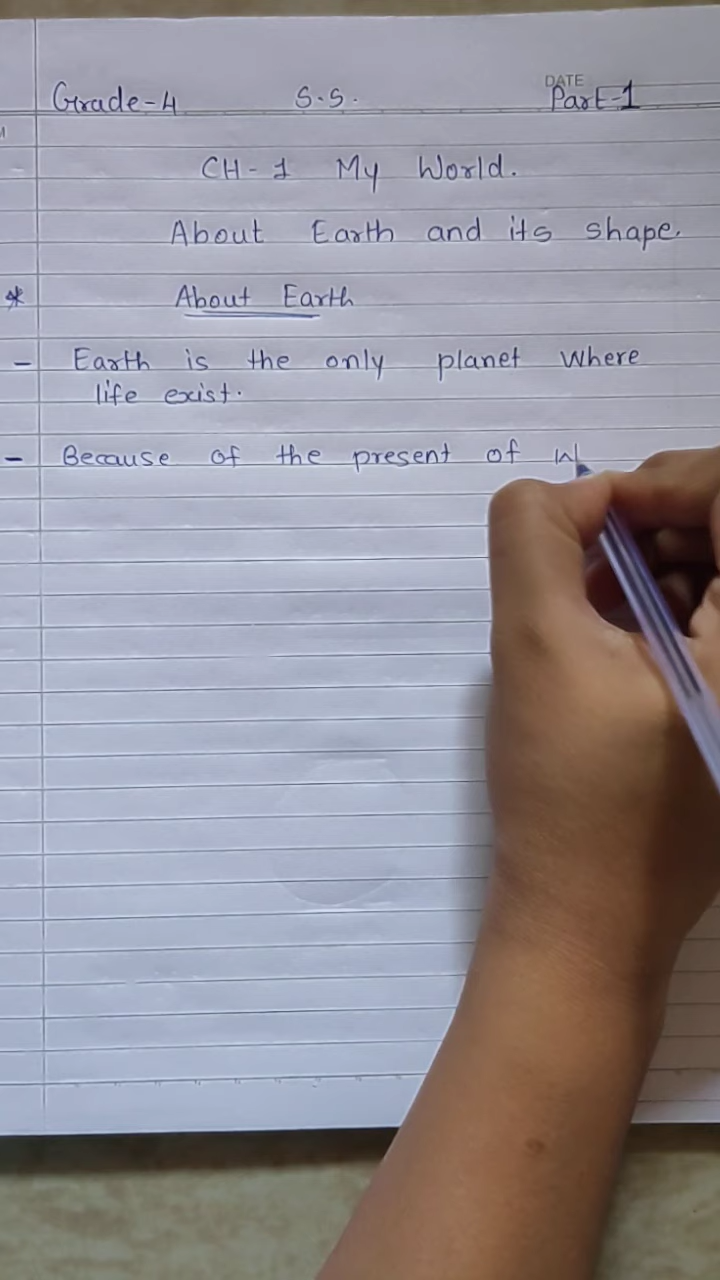 DATE
Grade-4 S.S. Part-1
CH-1 My World.
About Earth and its shape.
* About Earth
- Earth is the only planet where
life exist.
- Because of the present of